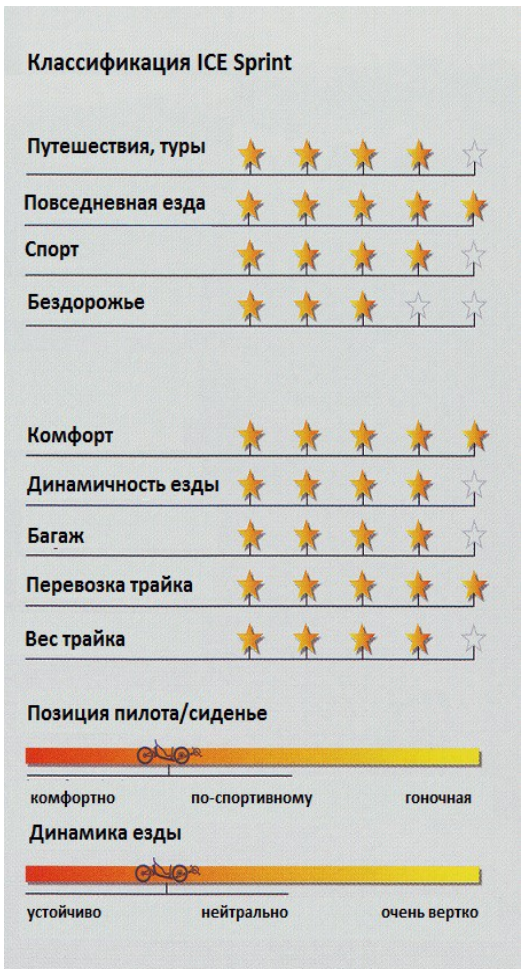 Классификация ICE Sprint
Путешествия, туры
Повседневная езда
Спорт
Бездорожье
Комфорт
Динамичность езды
Багаж
Перевозка трайка
Вес трайка
Позиция пилота/сиденье
комфортно по-спортивному гоночная
Динамика езды
устойчиво нейтрально очень вертко